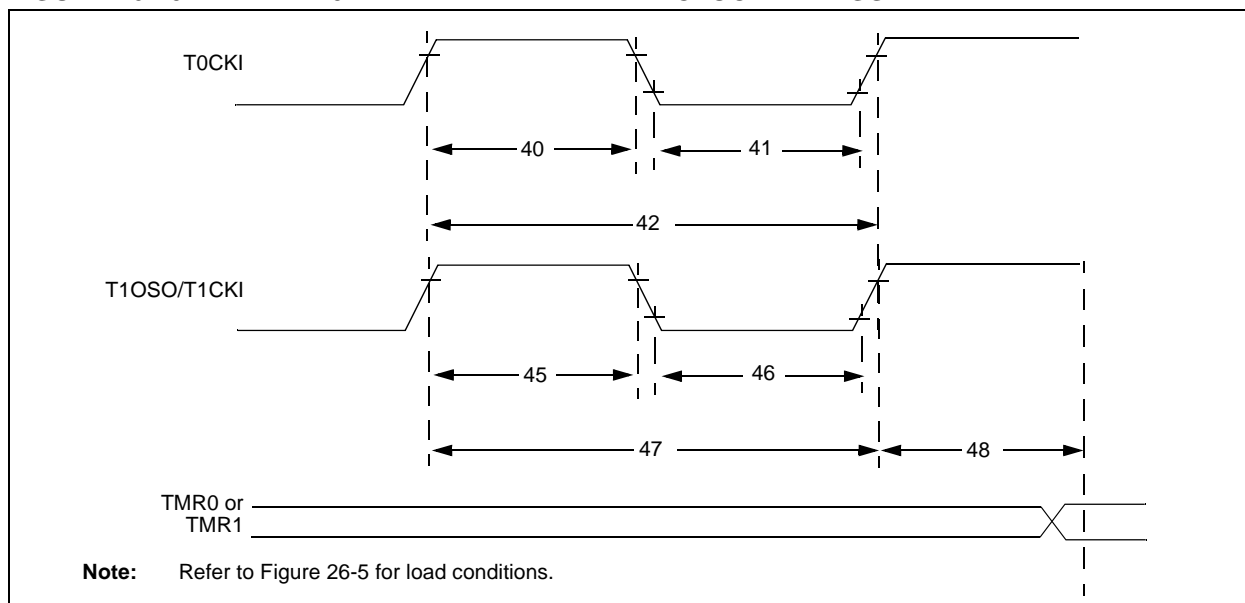 T0CKI
40
41
42
T1OSO/T1CKI
45
46
47
48
TMR0 or
TMR1
Note: Refer to Figure 26-5 for load conditions.